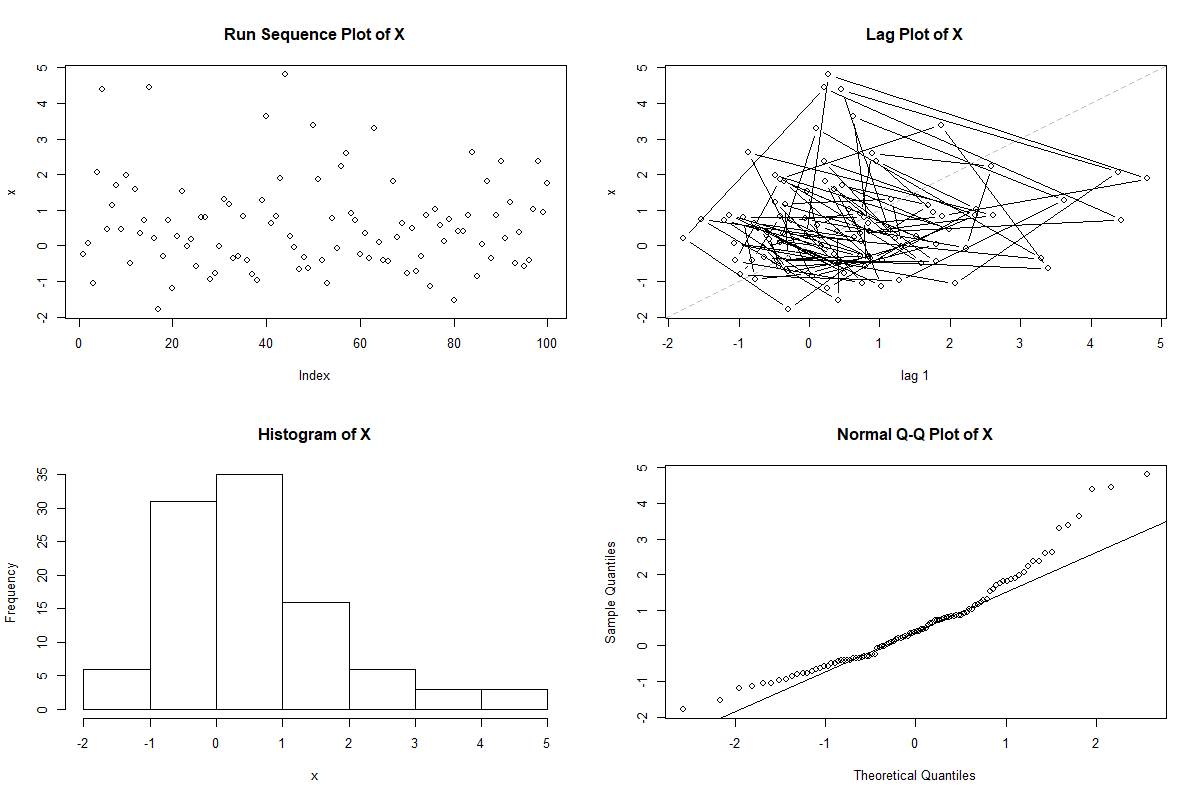 Run Sequence Plot of X
x
5
4
3
2
1
0
-1
-2
0 20 40 60 80 100
Index
Lag Plot of X
x
5
4
3
2
1
0
-1
-2
-2 -1 0 1 2 3 4 5
lag 1
Histogram of X
Frequency
35
30
25
20
15
10
5
0
-2 -1 0 1 2 3 4 5
x
Normal Q-Q Plot of X
Sample Quantiles
5
4
3
2
1
0
-1
-2
-2 -1 0 1 2
Theoretical Quantiles